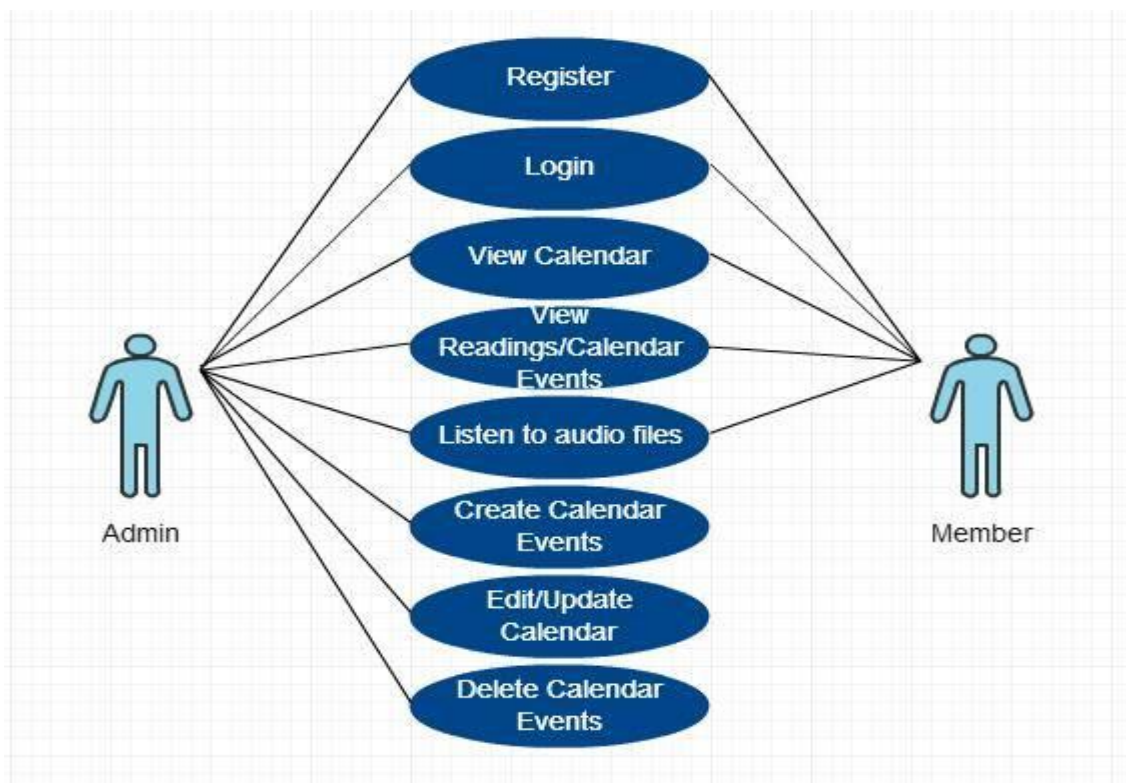 Register
Login
View Calendar
View
Readings/Calendar
Events
Listen to audio files
Create Calendar
Events
Edit/Update
Calendar
Delete Calendar
Events
Admin
Member